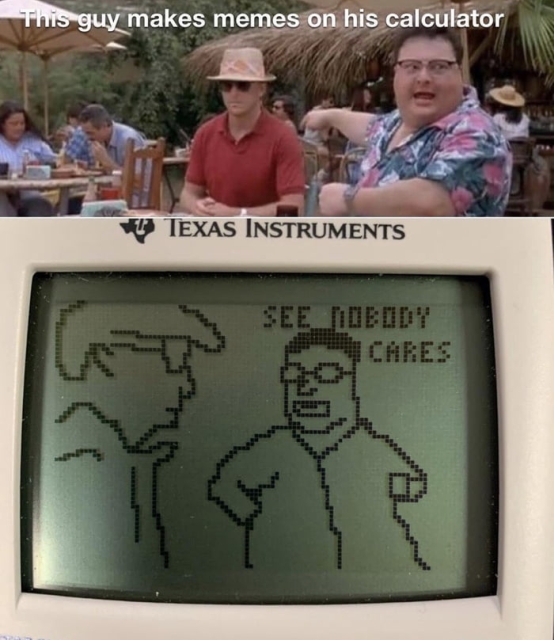 This guy makes memes on his calculator
TEXAS INSTRUMENTS
SEE NOBODY
CARES